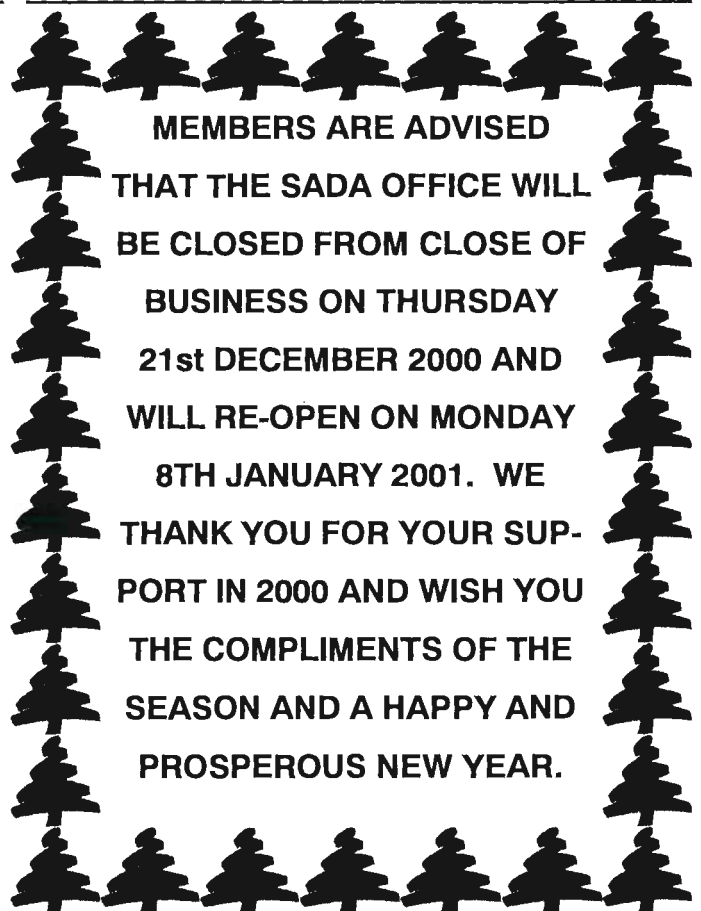 MEMBERS ARE ADVISED
THAT THE SADA OFFICE WILL
BE CLOSED FROM CLOSE OF
BUSINESS ON THURSDAY
21st DECEMBER 2000 AND
WILL RE-OPEN ON MONDAY
8TH JANUARY 2001. WE
THANK YOU FOR YOUR SUP-
PORT IN 2000 AND WISH YOU
THE COMPLIMENTS OF THE
SEASON AND A HAPPY AND
PROSPEROUS NEW YEAR.